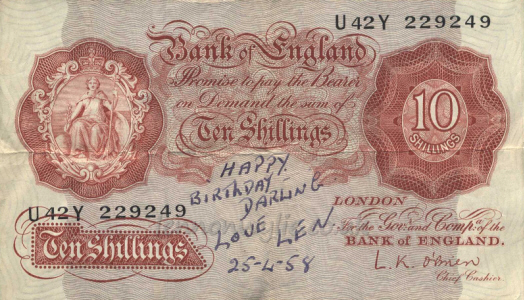 U42Y 229249
Bank of England
Promise to pay the Bearer
on Demand the sum of
Ten Shillings
10
SHILLINGS
HAPPY
BIRTHDAY
DARLING
LOVE LEN
25-4-58
LONDON
For the Govr. and Compa. of the
BANK OF ENGLAND.
L.K. O'Brien
Chief Cashier.
U42Y 229249
Ten Shillings